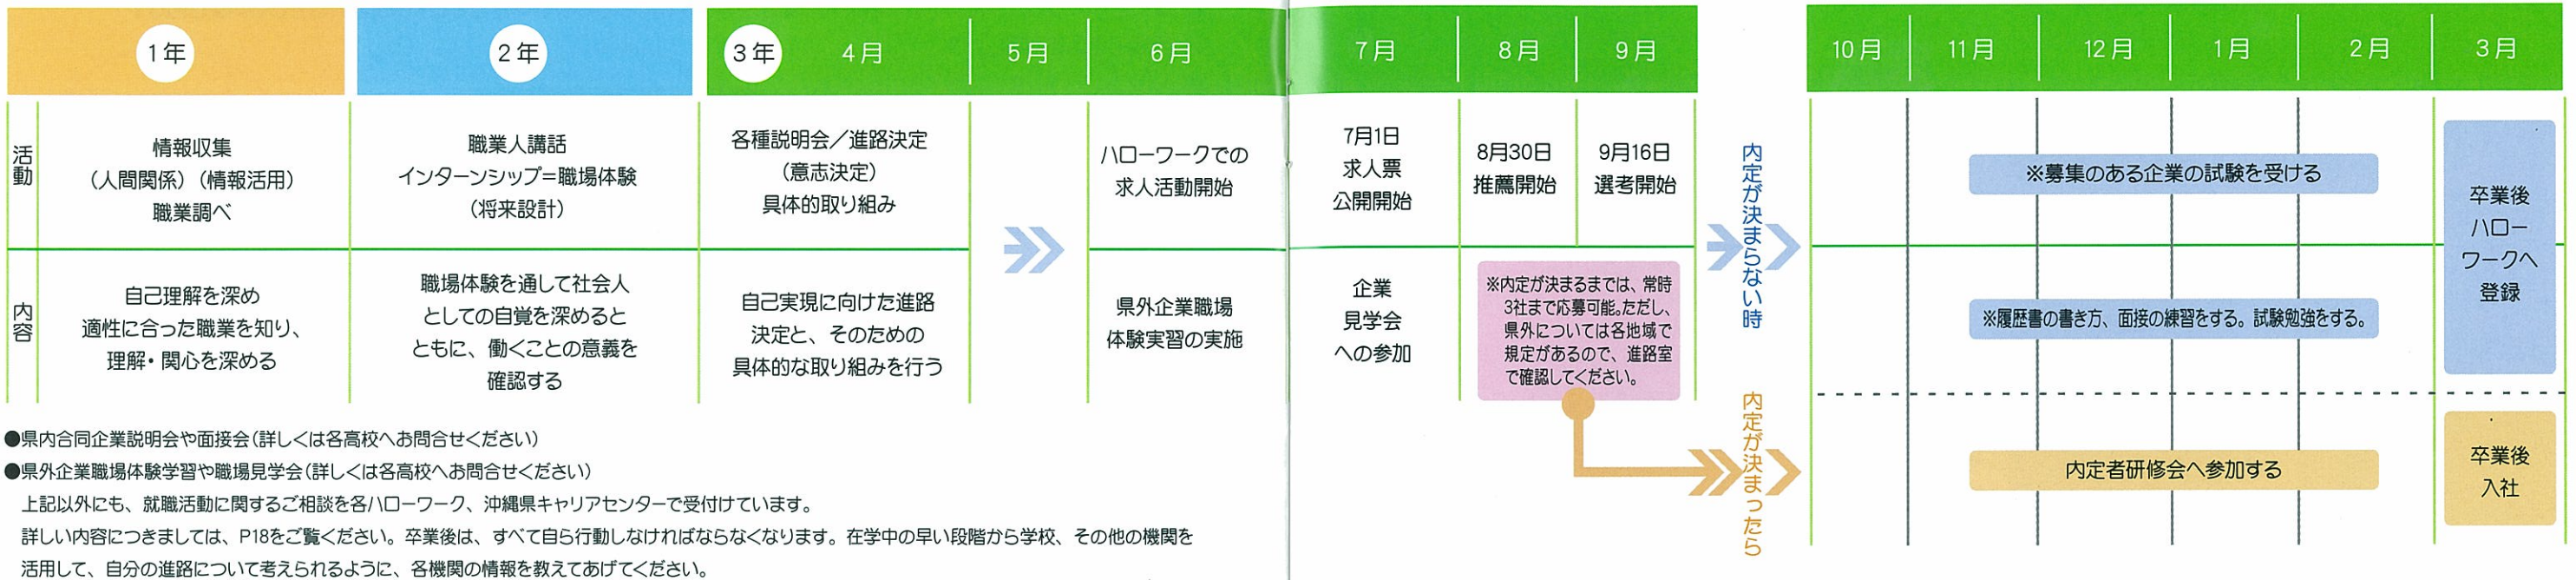 1年
2年
3年
4月
5月
6月
7月
8月
9月
10月
11月
12月
1月
2月
3月
活動
情報収集
（人間関係）（情報活用）
職業調べ
職業人講話
インターンシップ＝職場体験
（将来設計）
各種説明会／進路決定
（意志決定）
具体的取り組み
ハローワークでの
求人活動開始
7月1日
求人票
公開開始
8月30日
推薦開始
9月16日
選考開始
内容
自己理解を深め
適性に合った職業を知り、
理解・関心を深める
職場体験を通して社会人
としての自覚を深めると
ともに、働くことの意義を
確認する
自己実現に向けた進路
決定と、そのための
具体的な取り組みを行う
県外企業職場
体験実習の実施
企業
見学会
への参加
※内定が決まるまでは、常時
3社まで応募可能。ただし、
県外については各地域で
規定があるので、進路室
で確認してください。
内定が決まらない時
※募集のある企業の試験を受ける
※履歴書の書き方、面接の練習をする。試験勉強をする。
卒業後
ハロー
ワークへ
登録
内定が決まったら
内定者研修会へ参加する
卒業後
入社
●県内合同企業説明会や面接会（詳しくは各高校へお問合せください）
●県外企業職場体験学習や職場見学会（詳しくは各高校へお問合せください）
上記以外にも、就職活動に関するご相談を各ハローワーク、沖縄県キャリアセンターで受付けています。
詳しい内容につきましては、P18をご覧ください。卒業後は、すべて自ら行動しなければならなくなります。在学中の早い段階から学校、その他の機関を
活用して、自分の進路について考えられるように、各機関の情報を教えてあげてください。